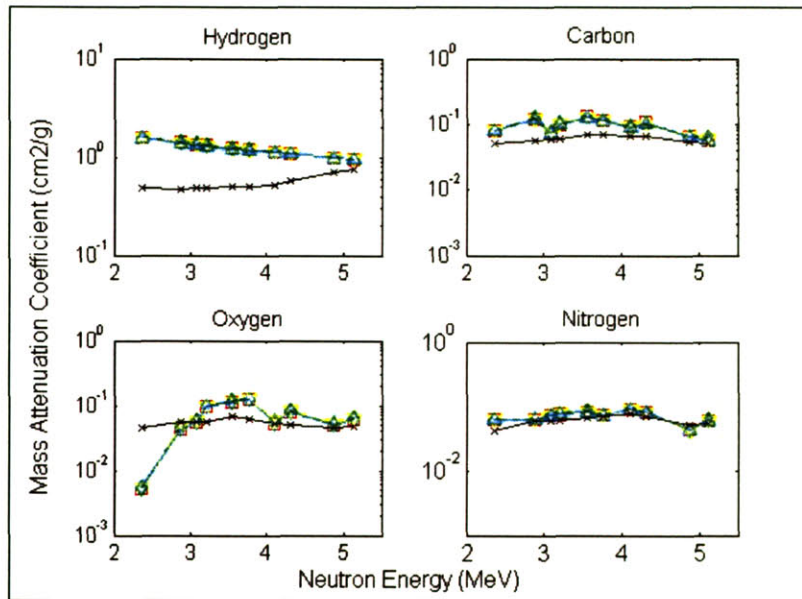 Hydrogen
Carbon
Mass Attenuation Coefficient (cm2/g)
10^1
10^0
10^-1
2 3 4 5
10^0
10^-1
10^-2
10^-3
2 3 4 5
Oxygen
Nitrogen
10^0
10^-1
10^-2
10^-3
2 3 4 5
10^0
10^-2
2 3 4 5
Neutron Energy (MeV)